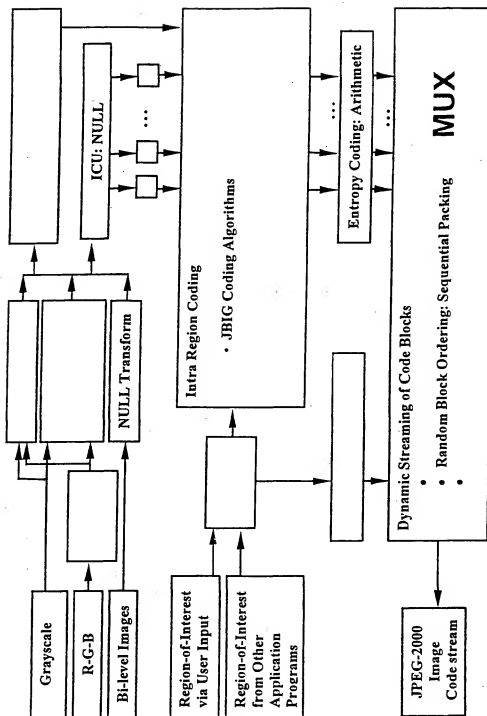 Grayscale
R-G-B
Bi-level Images
NULL Transform
ICU: NULL
...
Region-of-Interest
via User Input
Region-of-Interest
from Other
Application
Programs
Intra Region Coding
• JBIG Coding Algorithms
...
Entropy Coding: Arithmetic
...
JPEG-2000
Image
Code stream
Dynamic Streaming of Code Blocks
•
• Random Block Ordering: Sequential Packing
•
MUX